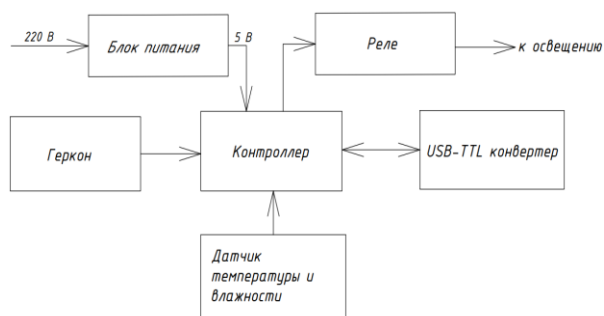 220 В
Блок питания
5 В
Реле
к освещению
Геркон
Контроллер
USB-TTL конвертер
Датчик
температуры и
влажности